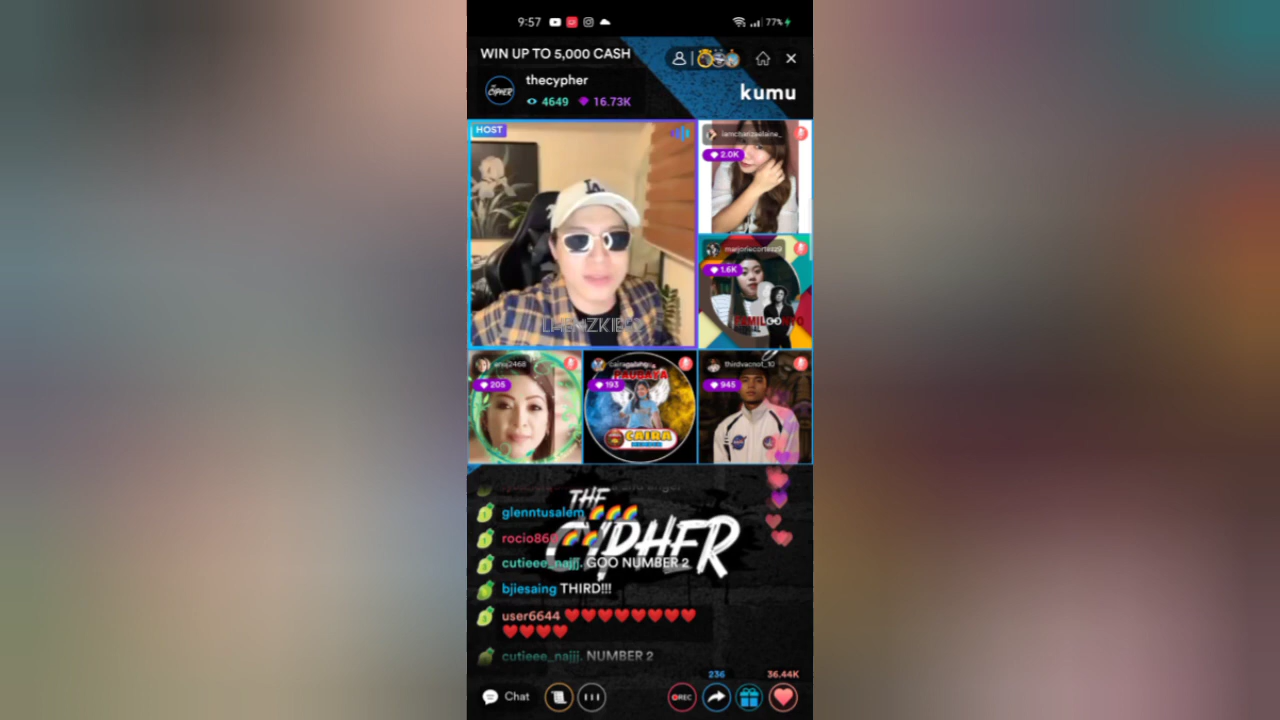 9:57
77%
WIN UP TO 5,000 CASH
thecypher
4649 16.73K
kumu
HOST
2.0K
marjoriecortezz9
1.6K
205
193
thirdvacnot_10
945
CAIRA
THE
CYPHER
glenntusalem
cutieee_najjj. GOO NUMBER 2
bjiesaing THIRD!!!
user6644
cutieee_najjj. NUMBER 2
236
36.44K
Chat
REC